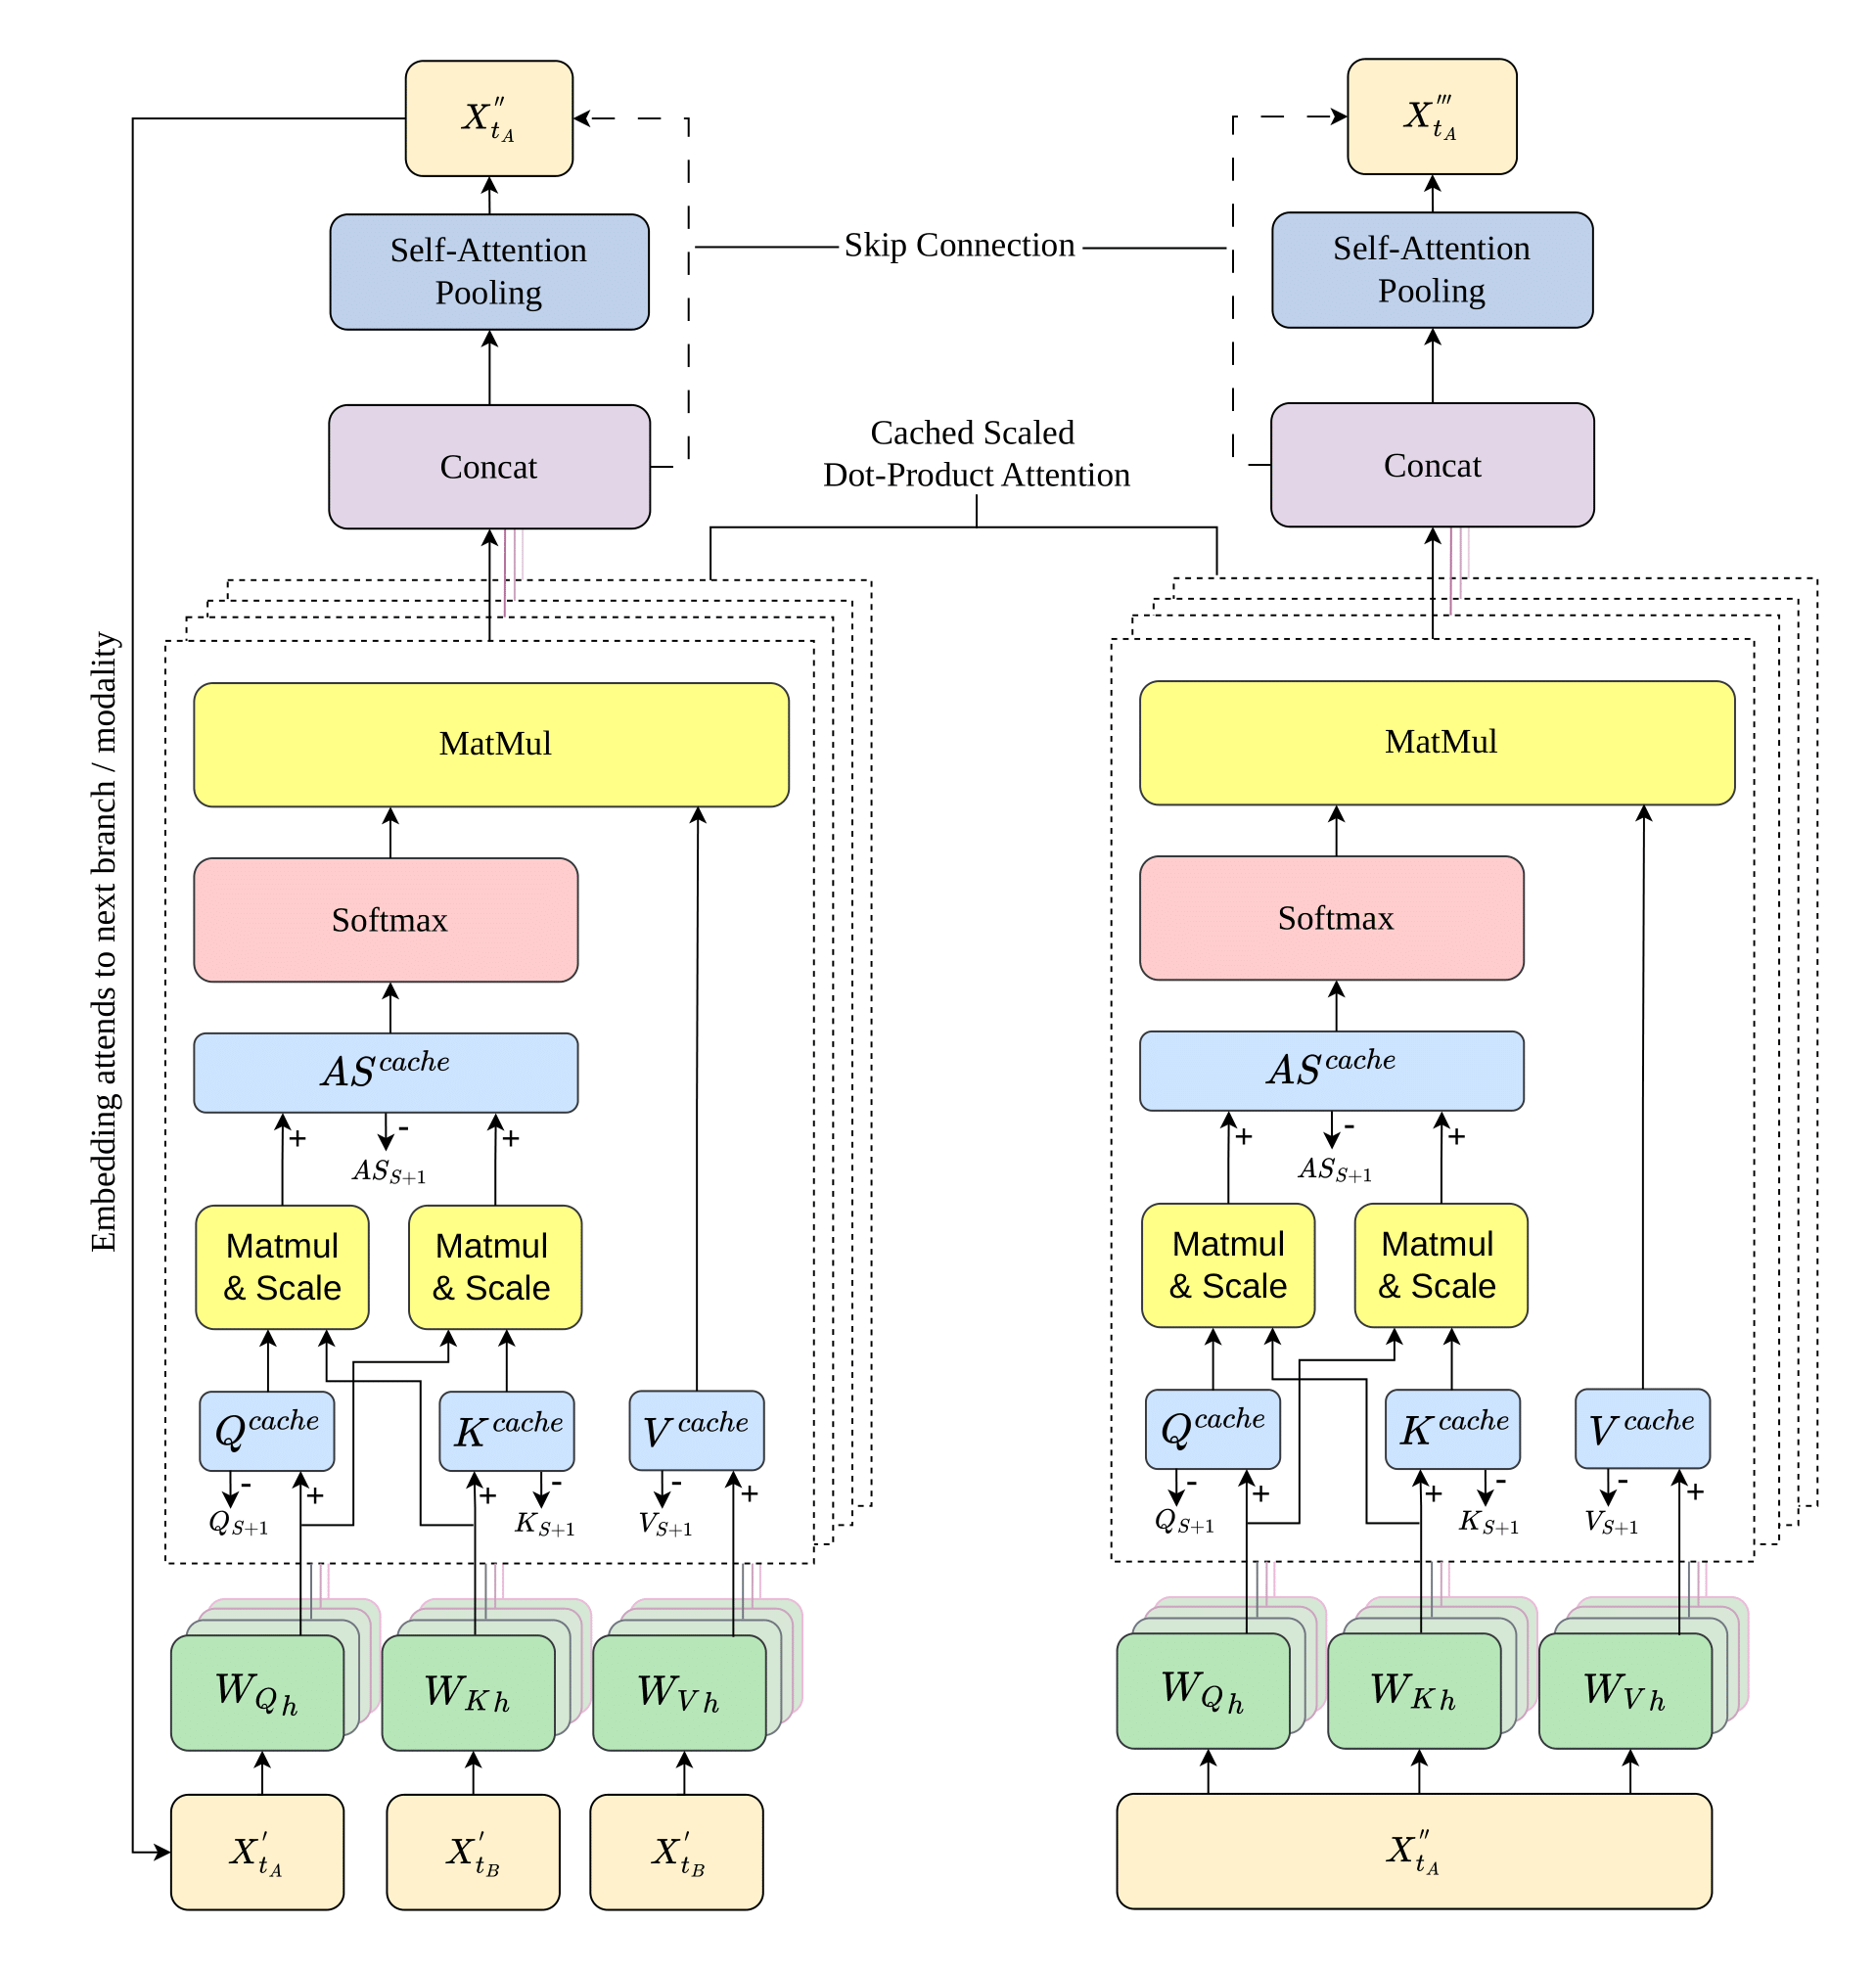 X''_{t_A}
Self-Attention
Pooling
Concat
MatMul
Softmax
AS^{cache}
+
-
+
AS_{S+1}
Matmul
& Scale
Matmul
& Scale
Q^{cache}
K^{cache}
V^{cache}
-
+
+
-
-
+
Q_{S+1}
K_{S+1}
V_{S+1}
W_{Q_h}
W_{K_h}
W_{V_h}
X'_{t_A}
X'_{t_B}
X'_{t_B}
Embedding attends to next branch / modality
Skip Connection
Cached Scaled
Dot-Product Attention
X'''_{t_A}
Self-Attention
Pooling
Concat
MatMul
Softmax
AS^{cache}
+
-
+
AS_{S+1}
Matmul
& Scale
Matmul
& Scale
Q^{cache}
K^{cache}
V^{cache}
-
+
+
-
-
+
Q_{S+1}
K_{S+1}
V_{S+1}
W_{Q_h}
W_{K_h}
W_{V_h}
X''_{t_A}